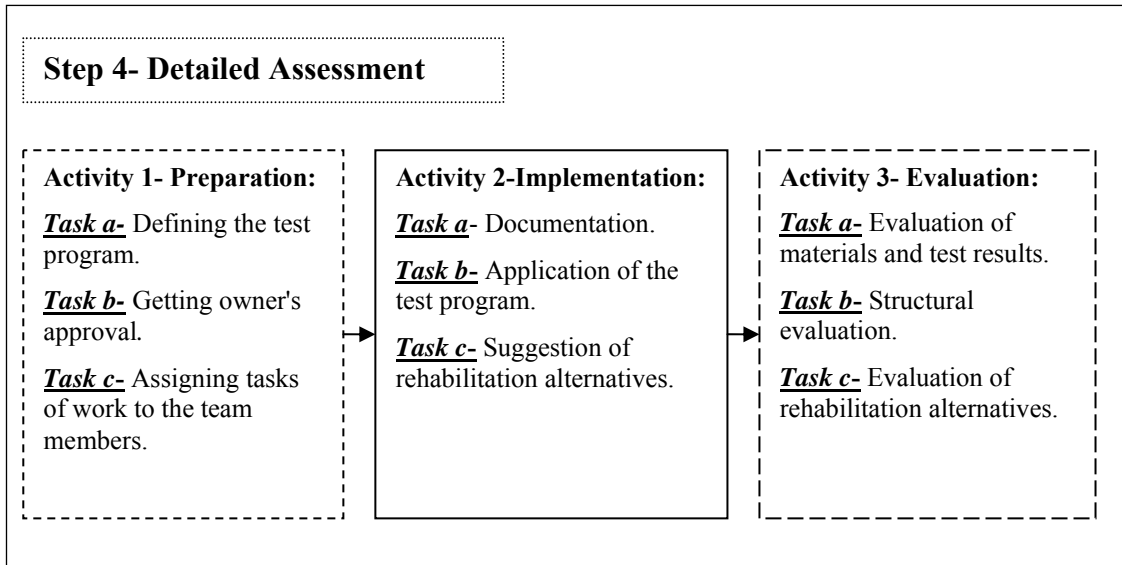 Step 4- Detailed Assessment
Activity 1- Preparation:
Task a- Defining the test
program.
Task b- Getting owner's
approval.
Task c- Assigning tasks
of work to the team
members.
Activity 2-Implementation:
Task a- Documentation.
Task b- Application of the
test program.
Task c- Suggestion of
rehabilitation alternatives.
Activity 3- Evaluation:
Task a- Evaluation of
materials and test results.
Task b- Structural
evaluation.
Task c- Evaluation of
rehabilitation alternatives.